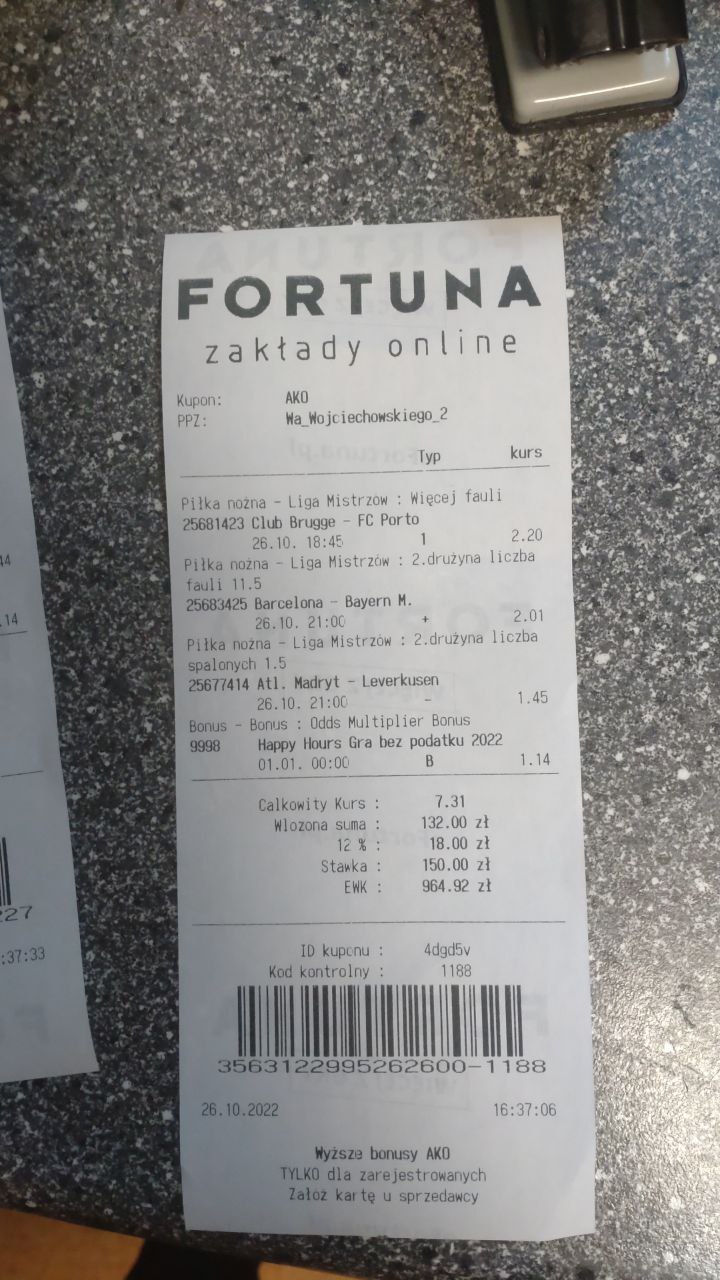 FORTUNA
zakłady online
Kupon: AKO
PPZ: Wa_Wojciechowskiego_2
Typ kurs
Piłka nożna - Liga Mistrzów : Więcej fauli
25681423 Club Brugge - FC Porto
26.10. 18:45 1 2.20
Piłka nożna - Liga Mistrzów : 2.drużyna liczba
fauli 11.5
25683425 Barcelona - Bayern M.
26.10. 21:00 + 2.01
Piłka nożna - Liga Mistrzów : 2.drużyna liczba
spalonych 1.5
25677414 Atl. Madryt - Leverkusen
26.10. 21:00 - 1.45
Bonus - Bonus : Odds Multiplier Bonus
9998 Happy Hours Gra bez podatku 2022
01.01. 00:00 B 1.14
Calkowity Kurs : 7.31
Wlozona suma : 132.00 zł
12 % : 18.00 zł
Stawka : 150.00 zł
EWK : 964.92 zł
ID kuponu : 4dgd5v
Kod kontrolny : 1188
3563122995262600-1188
26.10.2022 16:37:06
Wyższe bonusy AKO
TYLKO dla zarejestrowanych
Załóż kartę u sprzedawcy
44
.14
227
:37:33